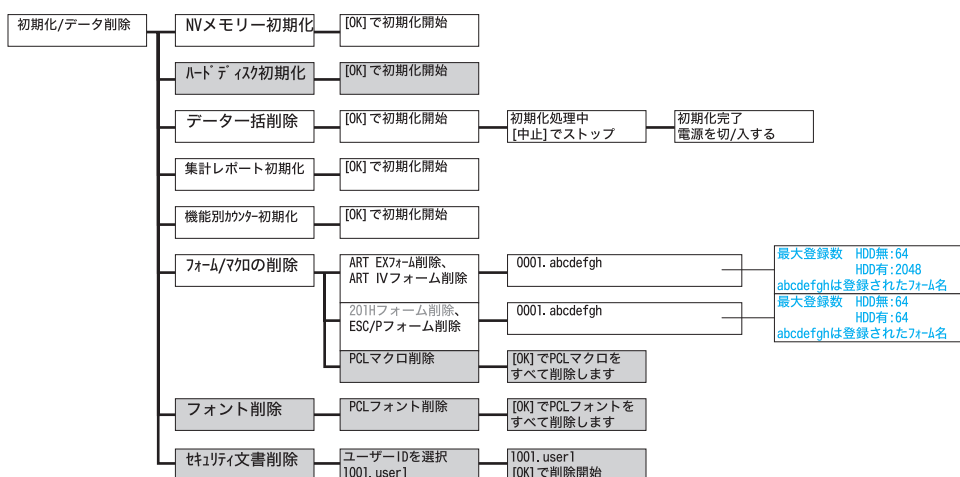 初期化/データ削除
NVメモリー初期化
[OK]で初期化開始
ハードディスク初期化
[OK]で初期化開始
データ一括削除
[OK]で初期化開始
初期化処理中
[中止]でストップ
初期化完了
電源を切/入する
集計レポート初期化
[OK]で初期化開始
機能別カウンター初期化
[OK]で初期化開始
フォーム/マクロの削除
ART EXフォーム削除、
ART IVフォーム削除
0001.abcdefgh
最大登録数 HDD無:64
HDD有:2048
abcdefghは登録されたフォーム名
201Hフォーム削除、
ESC/Pフォーム削除
0001.abcdefgh
最大登録数 HDD無:64
HDD有:64
abcdefghは登録されたフォーム名
PCLマクロ削除
[OK]でPCLマクロを
すべて削除します
フォント削除
PCLフォント削除
[OK]でPCLフォントを
すべて削除します
セキュリティ文書削除
ユーザーIDを選択
1001.user1
1001.user1
[OK]で削除開始